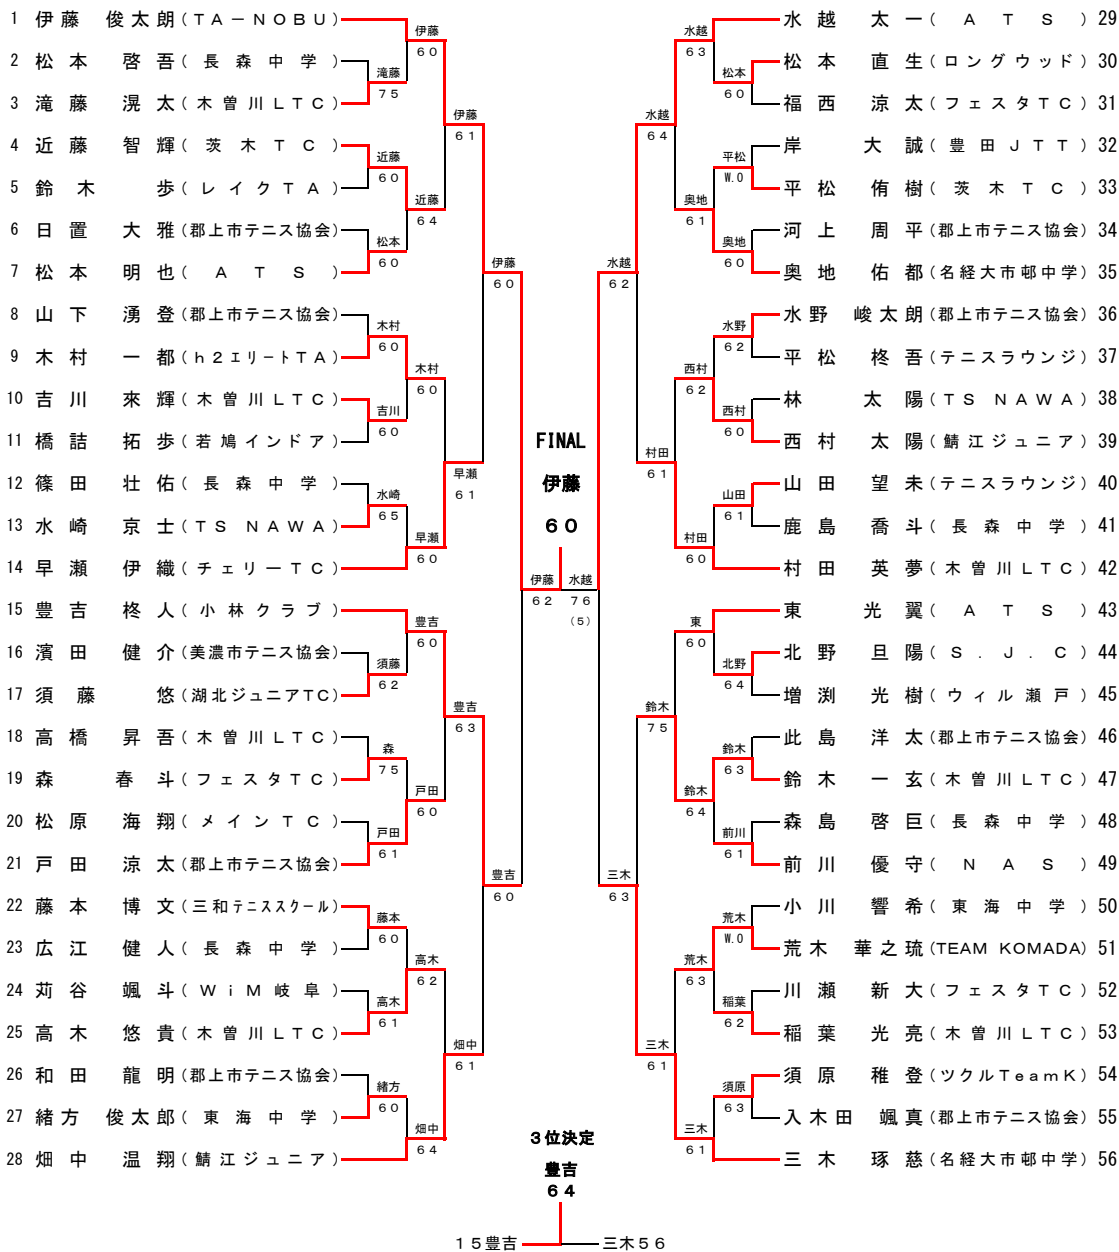 1 伊藤 俊太朗(TA-NOBU)
2 松本 啓吾(長森中学)
3 滝藤 滉太(木曽川LTC)
4 近藤 智輝(茨木TC)
5 鈴木 歩(レイクTA)
6 日置 大雅(郡上市テニス協会)
7 松本 明也(ATS)
8 山下 湧登(郡上市テニス協会)
9 木村 一都(h2エリートTA)
10 吉川 來輝(木曽川LTC)
11 橋詰 拓歩(若鳩インドア)
12 篠田 壮佑(長森中学)
13 水崎 京士(TS NAWA)
14 早瀬 伊織(チェリーTC)
15 豊吉 柊人(小林クラブ)
16 濱田 健介(美濃市テニス協会)
17 須藤 悠(湖北ジュニアTC)
18 高橋 昇吾(木曽川LTC)
19 森 春斗(フェスタTC)
20 松原 海翔(メインTC)
21 戸田 涼太(郡上市テニス協会)
22 藤本 博文(三和テニススクール)
23 広江 健人(長森中学)
24 苅谷 颯斗(WiM岐阜)
25 高木 悠貴(木曽川LTC)
26 和田 龍明(郡上市テニス協会)
27 緒方 俊太郎(東海中学)
28 畑中 温翔(鯖江ジュニア)
伊藤
60
滝藤
75
伊藤
61
近藤
60
近藤
64
松本
60
伊藤
60
木村
60
木村
60
吉川
60
早瀬
61
水崎
65
早瀬
60
伊藤
62
豊吉
60
須藤
62
豊吉
63
森
75
戸田
60
戸田
61
豊吉
60
藤本
60
高木
62
高木
61
畑中
61
緒方
60
畑中
64
FINAL
伊藤
60
水越
76
(5)
水越
63
松本
60
水越
64
平松
W.0
奥地
61
奥地
60
水越
62
水野
62
西村
62
西村
60
村田
61
山田
61
村田
60
東
60
北野
64
鈴木
75
鈴木
63
鈴木
64
前川
61
三木
63
荒木
W.0
荒木
63
稲葉
62
三木
61
須原
63
三木
61
水越 太一(ATS) 29
松本 直生(ロングウッド) 30
福西 涼太(フェスタTC) 31
岸 大誠(豊田JTT) 32
平松 侑樹(茨木TC) 33
河上 周平(郡上市テニス協会) 34
奥地 佑都(名経大市邨中学) 35
水野 峻太朗(郡上市テニス協会) 36
平松 柊吾(テニスラウンジ) 37
林 太陽(TS NAWA) 38
西村 太陽(鯖江ジュニア) 39
山田 望未(テニスラウンジ) 40
鹿島 喬斗(長森中学) 41
村田 英夢(木曽川LTC) 42
東 光翼(ATS) 43
北野 旦陽(S.J.C) 44
増渕 光樹(ウィル瀬戸) 45
此島 洋太(郡上市テニス協会) 46
鈴木 一玄(木曽川LTC) 47
森島 啓巨(長森中学) 48
前川 優守(NAS) 49
小川 響希(東海中学) 50
荒木 華之琉(TEAM KOMADA) 51
川瀬 新大(フェスタTC) 52
稲葉 光亮(木曽川LTC) 53
須原 稚登(ツクルTeamK) 54
入木田 颯真(郡上市テニス協会) 55
三木 琢慈(名経大市邨中学) 56
3位決定
豊吉
64
15豊吉
三木56